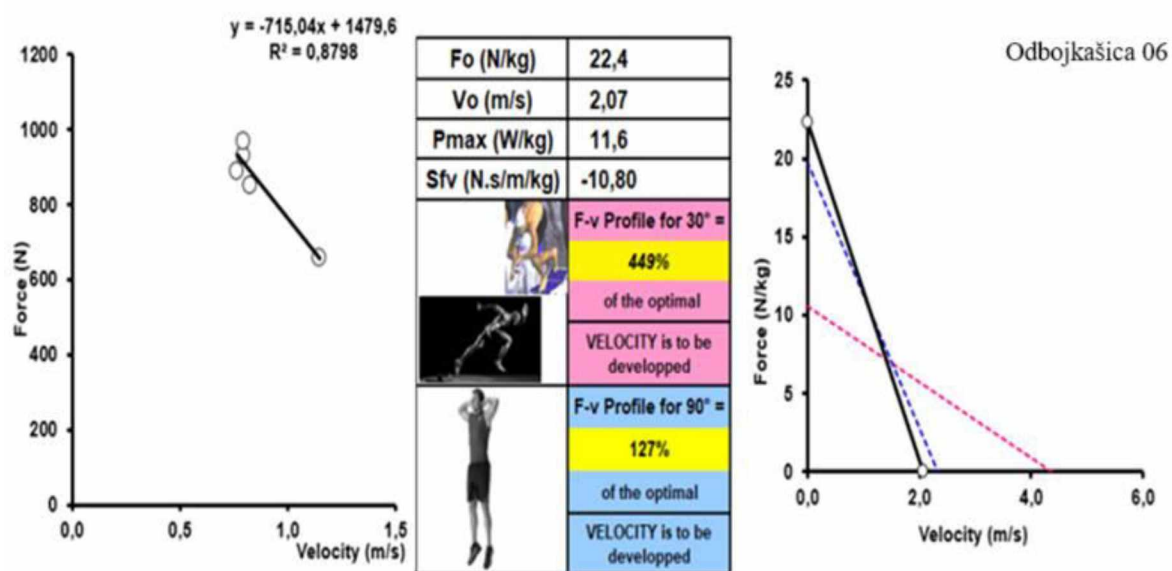 y = -715,04x + 1479,6
R² = 0,8798
1200
1000
800
600
400
200
0
Force (N)
0,0
0,5
1,0
1,5
Velocity (m/s)
Fo (N/kg) 22,4
Vo (m/s) 2,07
Pmax (W/kg) 11,6
Sfv (N.s/m/kg) -10,80
F-v Profile for 30° =
449%
of the optimal
VELOCITY is to be
developped
F-v Profile for 90° =
127%
of the optimal
VELOCITY is to be
developped
Odbojkašica 06
25
20
15
10
5
0
Force (N/kg)
0,0
2,0
4,0
6,0
Velocity (m/s)